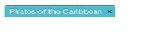 Pirates of the Caribbean ×